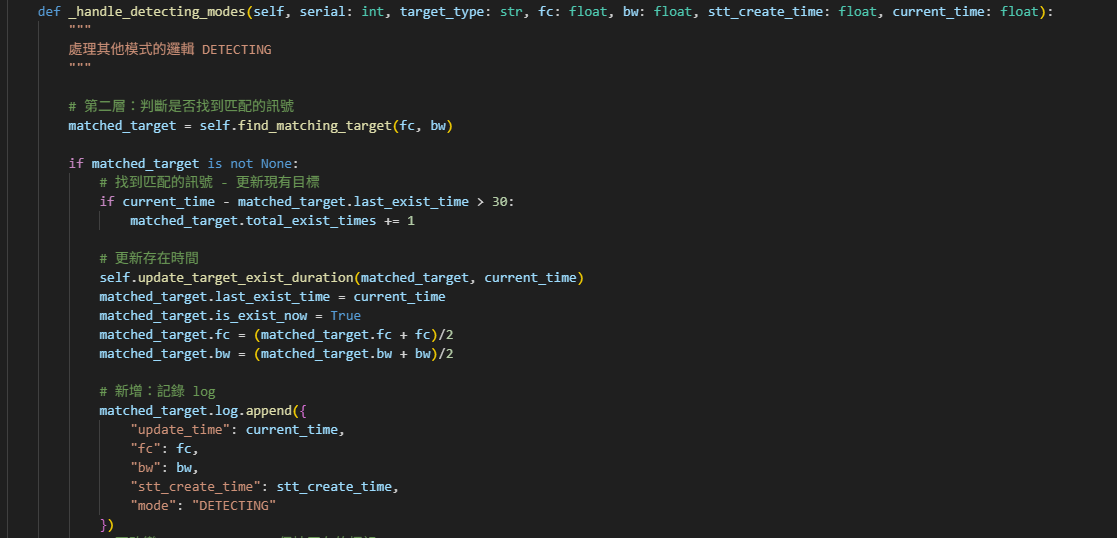 def _handle_detecting_modes(self, serial: int, target_type: str, fc: float, bw: float, stt_create_time: float, current_time: float):
"""
處理其他模式的邏輯 DETECTING
"""
# 第二層：判斷是否找到匹配的訊號
matched_target = self.find_matching_target(fc, bw)
if matched_target is not None:
# 找到匹配的訊號 - 更新現有目標
if current_time - matched_target.last_exist_time > 30:
matched_target.total_exist_times += 1
# 更新存在時間
self.update_target_exist_duration(matched_target, current_time)
matched_target.last_exist_time = current_time
matched_target.is_exist_now = True
matched_target.fc = (matched_target.fc + fc)/2
matched_target.bw = (matched_target.bw + bw)/2
# 新增：記錄 log
matched_target.log.append({
"update_time": current_time,
"fc": fc,
"bw": bw,
"stt_create_time": stt_create_time,
"mode": "DETECTING"
})